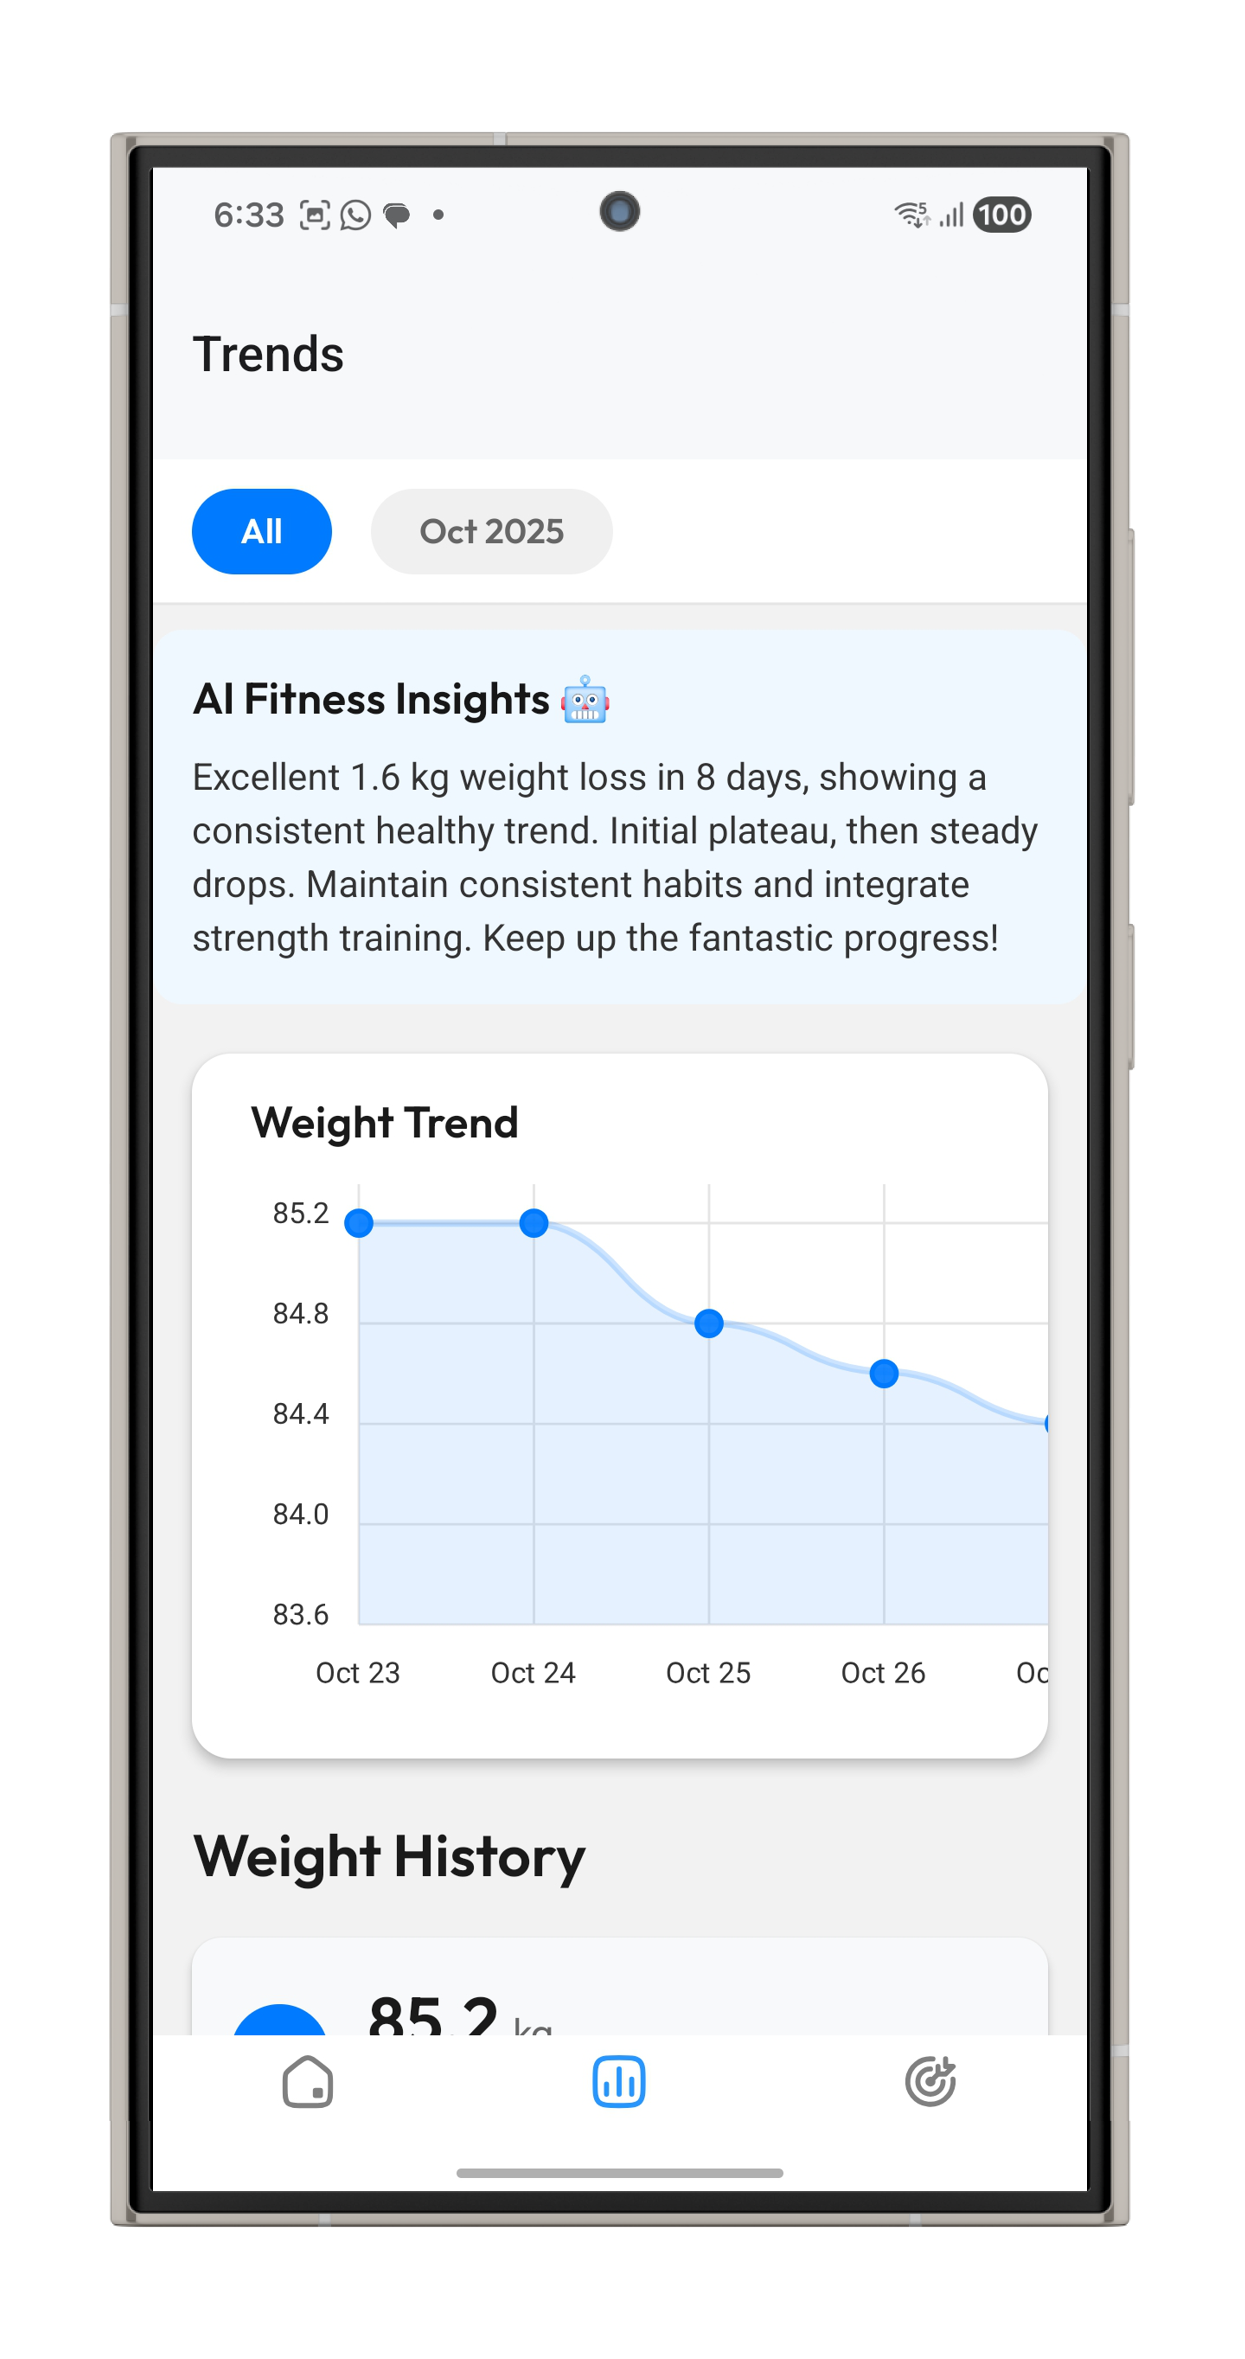 6:33
5
100
Trends
All
Oct 2025
AI Fitness Insights 🤖
Excellent 1.6 kg weight loss in 8 days, showing a
consistent healthy trend. Initial plateau, then steady
drops. Maintain consistent habits and integrate
strength training. Keep up the fantastic progress!
Weight Trend
85.2
84.8
84.4
84.0
83.6
Oct 23 Oct 24 Oct 25 Oct 26 Oc
Weight History
85.2 kg